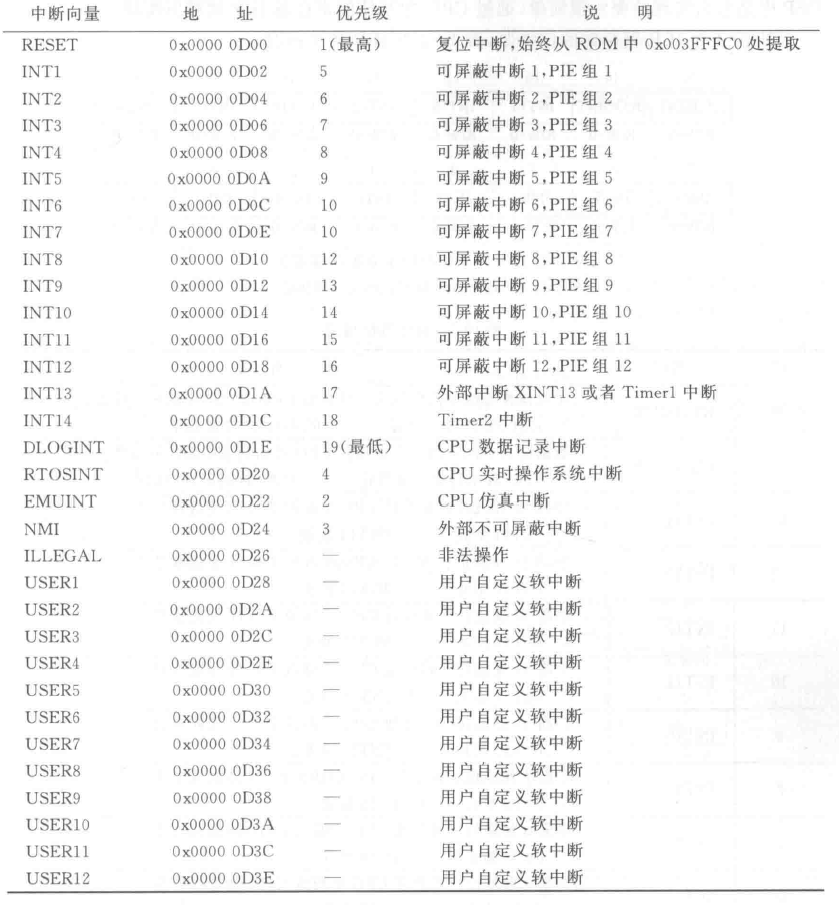 中断向量 地 址 优先级 说 明
RESET 0x0000 0D00 1(最高) 复位中断,始终从 ROM 中 0x003FFFC0 处提取
INT1 0x0000 0D02 5 可屏蔽中断 1,PIE 组 1
INT2 0x0000 0D04 6 可屏蔽中断 2,PIE 组 2
INT3 0x0000 0D06 7 可屏蔽中断 3,PIE 组 3
INT4 0x0000 0D08 8 可屏蔽中断 4,PIE 组 4
INT5 0x0000 0D0A 9 可屏蔽中断 5,PIE 组 5
INT6 0x0000 0D0C 10 可屏蔽中断 6,PIE 组 6
INT7 0x0000 0D0E 10 可屏蔽中断 7,PIE 组 7
INT8 0x0000 0D10 12 可屏蔽中断 8,PIE 组 8
INT9 0x0000 0D12 13 可屏蔽中断 9,PIE 组 9
INT10 0x0000 0D14 14 可屏蔽中断 10,PIE 组 10
INT11 0x0000 0D16 15 可屏蔽中断 11,PIE 组 11
INT12 0x0000 0D18 16 可屏蔽中断 12,PIE 组 12
INT13 0x0000 0D1A 17 外部中断 XINT13 或者 Timer1 中断
INT14 0x0000 0D1C 18 Timer2 中断
DLOGINT 0x0000 0D1E 19(最低) CPU 数据记录中断
RTOSINT 0x0000 0D20 4 CPU 实时操作系统中断
EMUINT 0x0000 0D22 2 CPU 仿真中断
NMI 0x0000 0D24 3 外部不可屏蔽中断
ILLEGAL 0x0000 0D26 — 非法操作
USER1 0x0000 0D28 — 用户自定义软中断
USER2 0x0000 0D2A — 用户自定义软中断
USER3 0x0000 0D2C — 用户自定义软中断
USER4 0x0000 0D2E — 用户自定义软中断
USER5 0x0000 0D30 — 用户自定义软中断
USER6 0x0000 0D32 — 用户自定义软中断
USER7 0x0000 0D34 — 用户自定义软中断
USER8 0x0000 0D36 — 用户自定义软中断
USER9 0x0000 0D38 — 用户自定义软中断
USER10 0x0000 0D3A — 用户自定义软中断
USER11 0x0000 0D3C — 用户自定义软中断
USER12 0x0000 0D3E — 用户自定义软中断